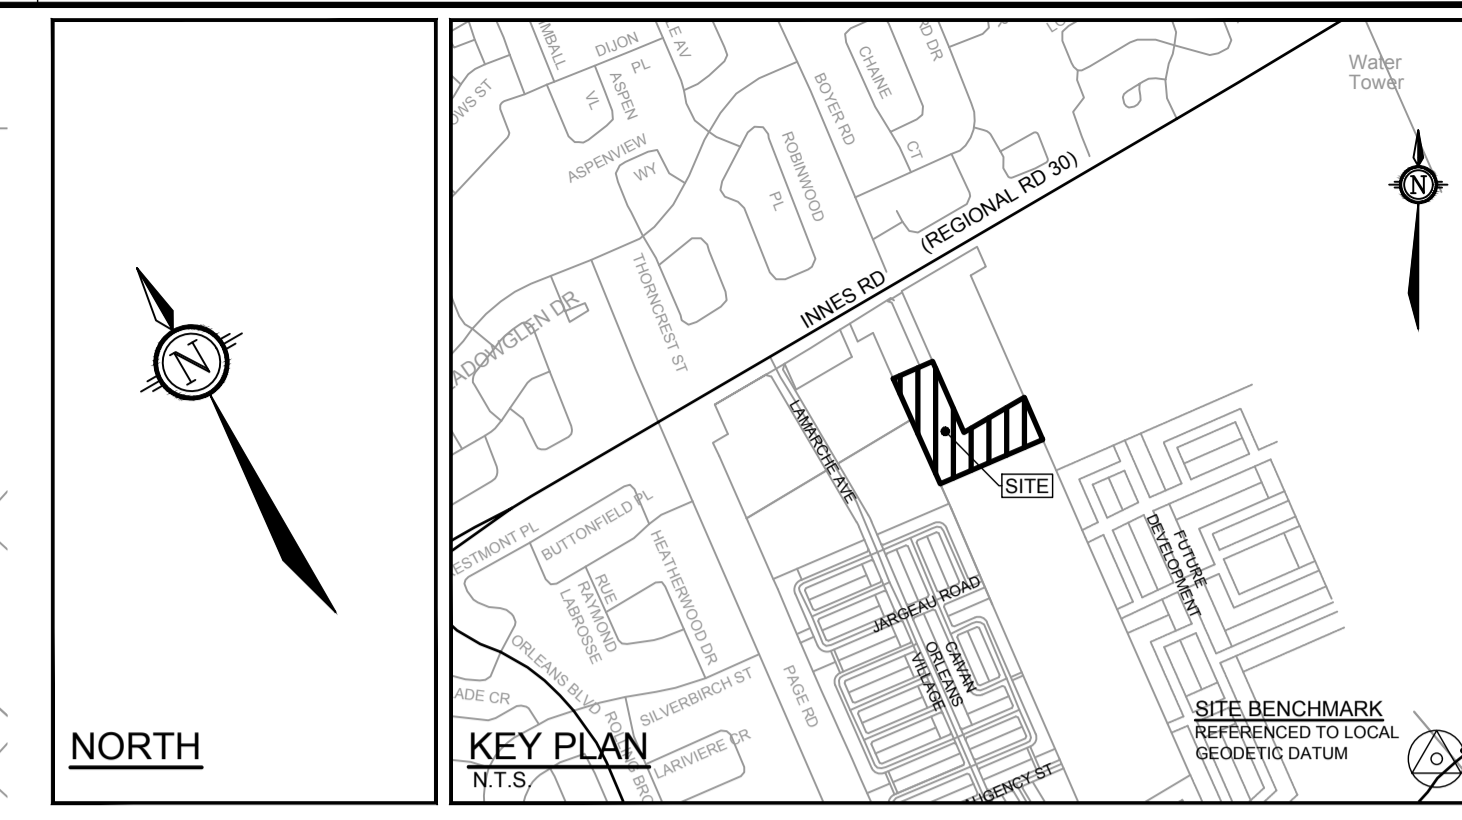 NORTH
N
KEY PLAN
N.T.S.
DIJON
PL
ASPEN
VL
ASPENVIEW
WY
ROBINWOOD
PL
BOYER RD
CHAINE
CT
Water
Tower
N
INNES RD
(REGIONAL RD 30)
THORNCREST ST
LAMARCHE AVE
SITE
BUTTONFIELD PL
HEATHERWOOD DR
RUE
RAYMOND
LABROSSE
ORLEANS BLVD
SILVERBIRCH ST
LARIVIERE CR
PAGE RD
JARGEAU ROAD
CAIVAN
ORLEANS
VILLAGE
FUTURE
DEVELOPMENT
SITE BENCHMARK
REFERENCED TO LOCAL
GEODETIC DATUM